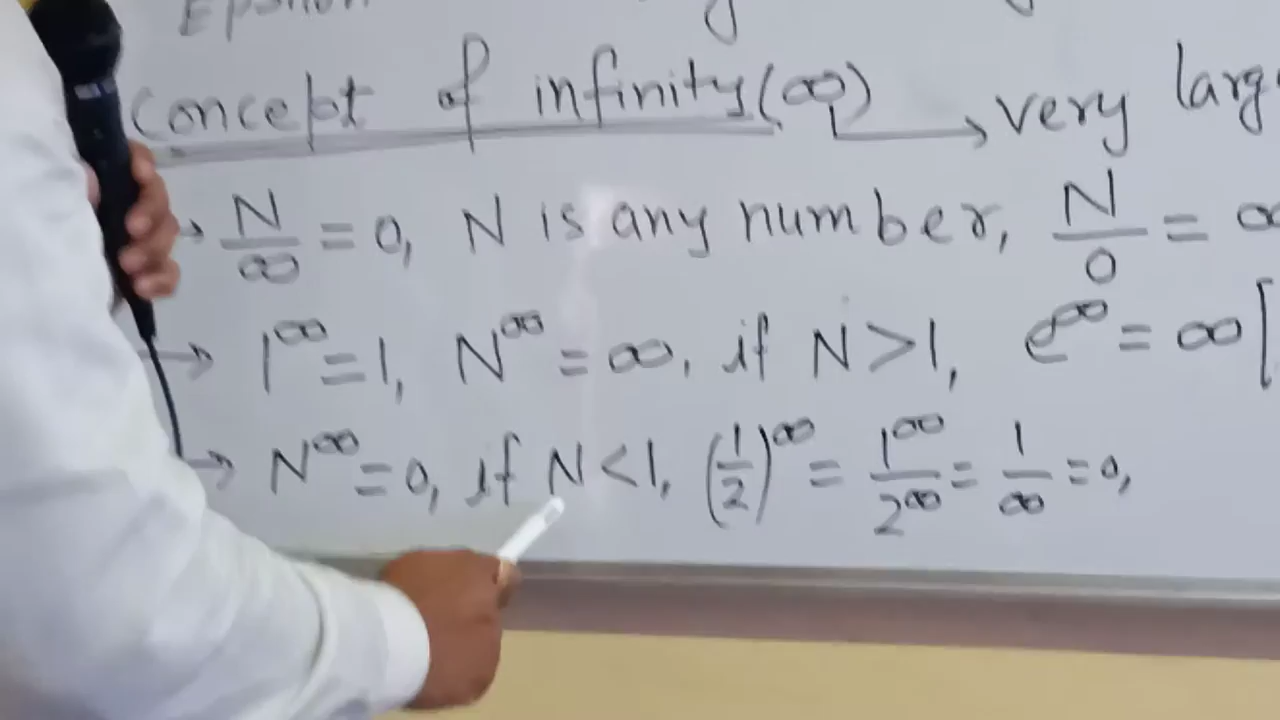 Epsilon
Concept of infinity (∞) → very larg
→ N/∞ = 0, N is any number, N/0 = ∞
→ 1^∞ = 1, N^∞ = ∞, if N > 1, e^∞ = ∞ [
→ N^∞ = 0, if N < 1, (1/2)^∞ = 1^∞/2^∞ = 1/∞ = 0,